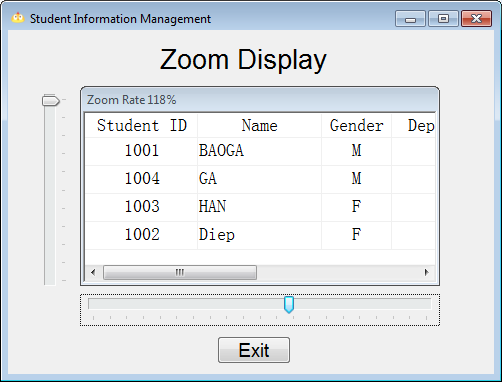 Student Information Management
Zoom Display
Zoom Rate 118%
Student ID Name Gender Dep
1001 BAOGA M
1004 GA M
1003 HAN F
1002 Diep F
Exit